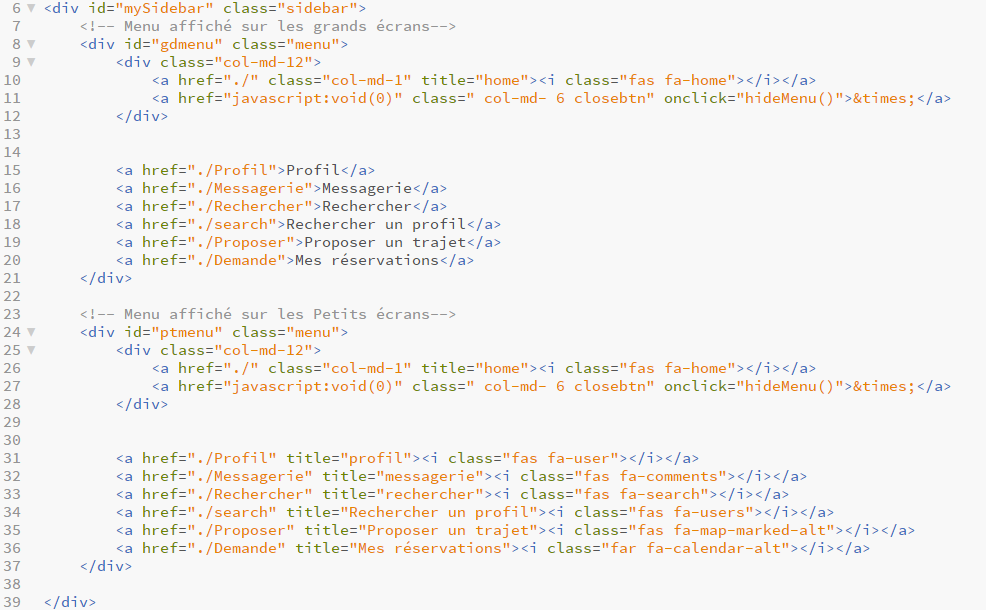 6 <div id="mySidebar" class="sidebar">
7 <!-- Menu affiché sur les grands écrans-->
8 <div id="gdmenu" class="menu">
9 <div class="col-md-12">
10 <a href="./" class="col-md-1" title="home"><i class="fas fa-home"></i></a>
11 <a href="javascript:void(0)" class=" col-md- 6 closebtn" onclick="hideMenu()">&times;</a>
12 </div>
13
14
15 <a href="./Profil">Profil</a>
16 <a href="./Messagerie">Messagerie</a>
17 <a href="./Rechercher">Rechercher</a>
18 <a href="./search">Rechercher un profil</a>
19 <a href="./Proposer">Proposer un trajet</a>
20 <a href="./Demande">Mes réservations</a>
21 </div>
22
23 <!-- Menu affiché sur les Petits écrans-->
24 <div id="ptmenu" class="menu">
25 <div class="col-md-12">
26 <a href="./" class="col-md-1" title="home"><i class="fas fa-home"></i></a>
27 <a href="javascript:void(0)" class=" col-md- 6 closebtn" onclick="hideMenu()">&times;</a>
28 </div>
29
30
31 <a href="./Profil" title="profil"><i class="fas fa-user"></i></a>
32 <a href="./Messagerie" title="messagerie"><i class="fas fa-comments"></i></a>
33 <a href="./Rechercher" title="rechercher"><i class="fas fa-search"></i></a>
34 <a href="./search" title="Rechercher un profil"><i class="fas fa-users"></i></a>
35 <a href="./Proposer" title="Proposer un trajet"><i class="fas fa-map-marked-alt"></i></a>
36 <a href="./Demande" title="Mes réservations"><i class="far fa-calendar-alt"></i></a>
37 </div>
38
39 </div>